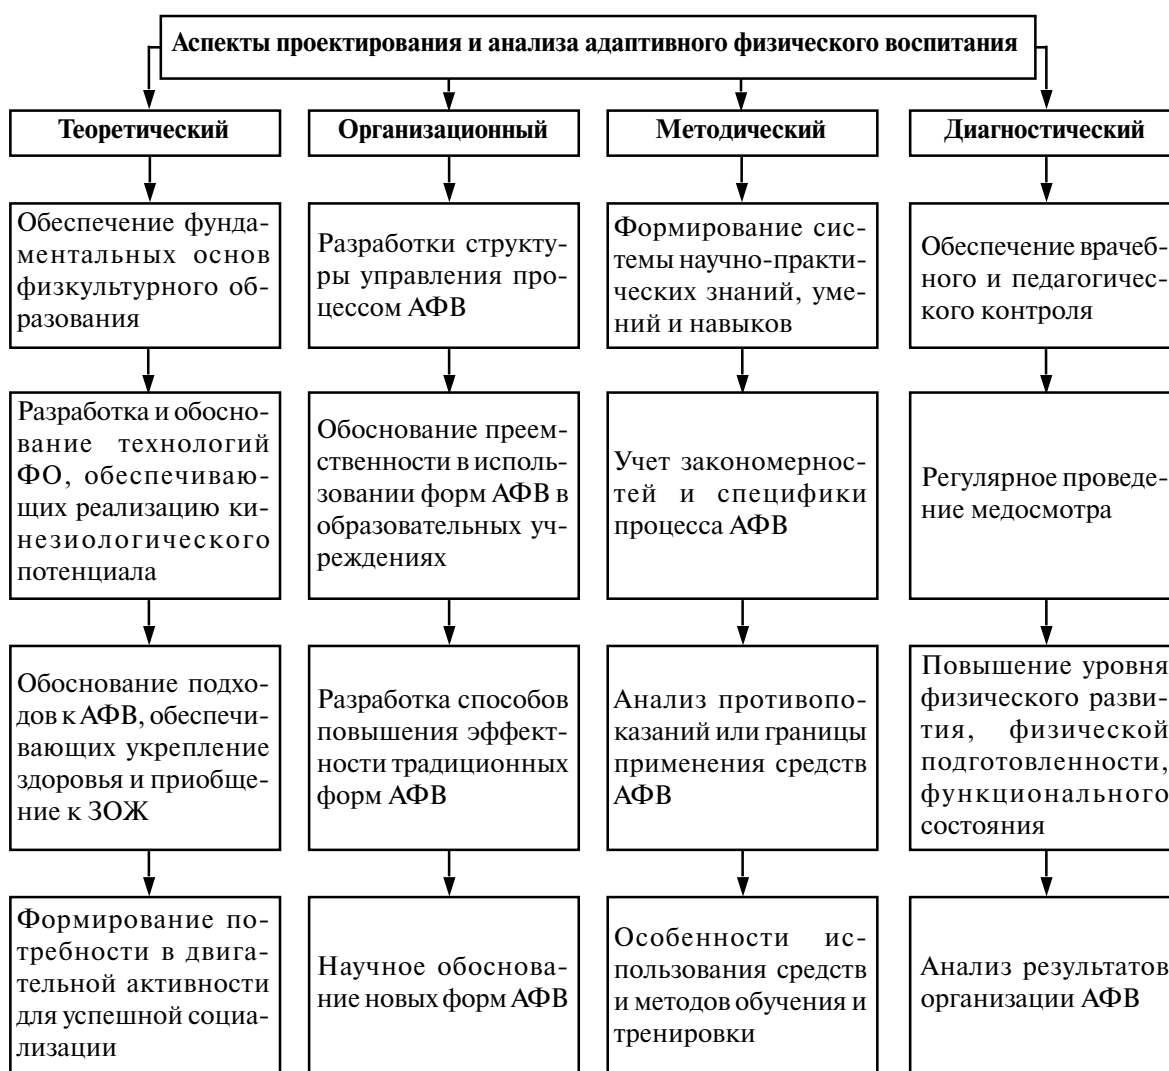 Аспекты проектирования и анализа адаптивного физического воспитания
Теоретический
Организационный
Методический
Диагностический
Обеспечение фунда-
ментальных основ
физкультурного об-
разования
Разработки структу-
ры управления про-
цессом АФВ
Формирование сис-
темы научно-практи-
ческих знаний, уме-
ний и навыков
Обеспечение врачеб-
ного и педагогичес-
кого контроля
Разработка и обосно-
вание технологий
ФО, обеспечиваю-
щих реализацию ки-
незиологического
потенциала
Обоснование преем-
ственности в исполь-
зовании форм АФВ в
образовательных уч-
реждениях
Учет закономернос-
тей и специфики
процесса АФВ
Регулярное проведе-
ние медосмотра
Обоснование подхо-
дов к АФВ, обеспечи-
вающих укрепление
здоровья и приобще-
ние к ЗОЖ
Разработка способов
повышения эффект-
ности традиционных
форм АФВ
Анализ противопо-
казаний или границы
применения средств
АФВ
Повышение уровня
физического разви-
тия, физической
подготовленности,
функционального
состояния
Формирование по-
требности в двига-
тельной активности
для успешной социа-
лизации
Научное обоснова-
ние новых форм АФВ
Особенности ис-
пользования средств
и методов обучения и
тренировки
Анализ результатов
организации АФВ